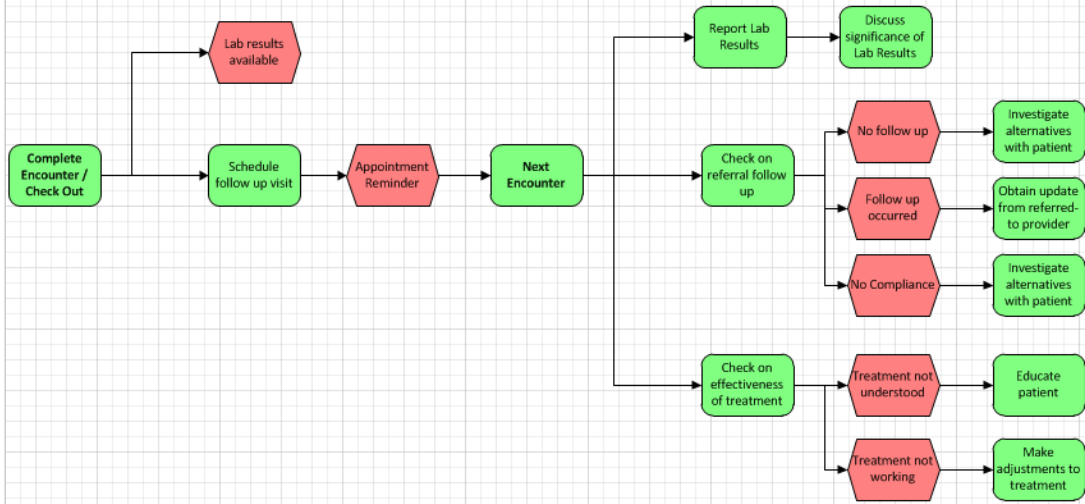 Lab results
available
Complete
Encounter /
Check Out
Schedule
follow up visit
Appointment
Reminder
Next
Encounter
Report Lab
Results
Discuss
significance of
Lab Results
Check on
referral follow
up
No follow up
Investigate
alternatives
with patient
Follow up
occurred
Obtain update
from referred-
to provider
No Compliance
Investigate
alternatives
with patient
Check on
effectiveness
of treatment
Treatment not
understood
Educate
patient
Treatment not
working
Make
adjustments to
treatment